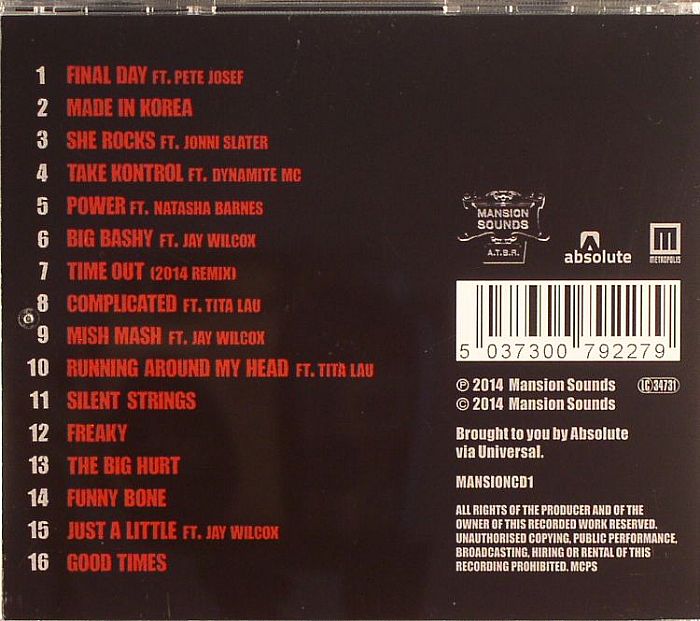 1 FINAL DAY FT. PETE JOSEF
2 MADE IN KOREA
3 SHE ROCKS FT. JONNI SLATER
4 TAKE KONTROL FT. DYNAMITE MC
5 POWER FT. NATASHA BARNES
6 BIG BASHY FT. JAY WILCOX
7 TIME OUT (2014 REMIX)
8 COMPLICATED FT. TITA LAU
9 MISH MASH FT. JAY WILCOX
10 RUNNING AROUND MY HEAD FT. TITA LAU
11 SILENT STRINGS
12 FREAKY
13 THE BIG HURT
14 FUNNY BONE
15 JUST A LITTLE FT. JAY WILCOX
16 GOOD TIMES
MANSION
SOUNDS
A.T.B.R.
absolute
M
METROPOLIS
5 037300 792279
℗ 2014 Mansion Sounds
LC 34731
© 2014 Mansion Sounds
Brought to you by Absolute
via Universal.
MANSIONCD1
ALL RIGHTS OF THE PRODUCER AND OF THE
OWNER OF THIS RECORDED WORK RESERVED.
UNAUTHORISED COPYING, PUBLIC PERFORMANCE,
BROADCASTING, HIRING OR RENTAL OF THIS
RECORDING PROHIBITED. MCPS